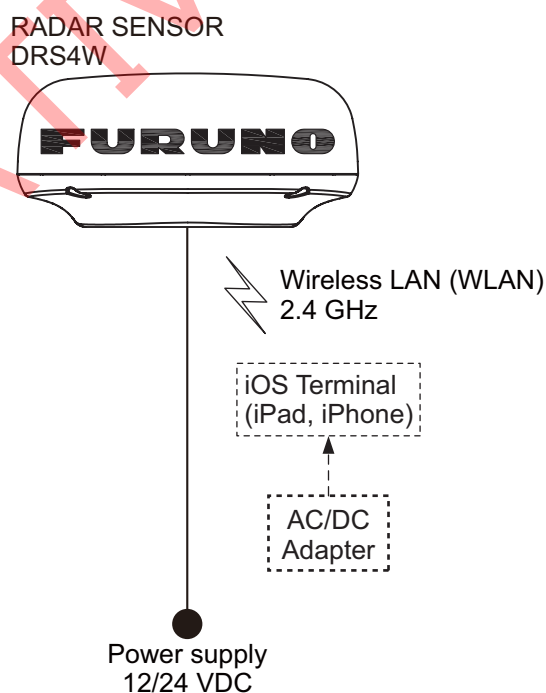 RADAR SENSOR
DRS4W
FURUNO
Wireless LAN (WLAN)
2.4 GHz
iOS Terminal
(iPad, iPhone)
AC/DC
Adapter
Power supply
12/24 VDC